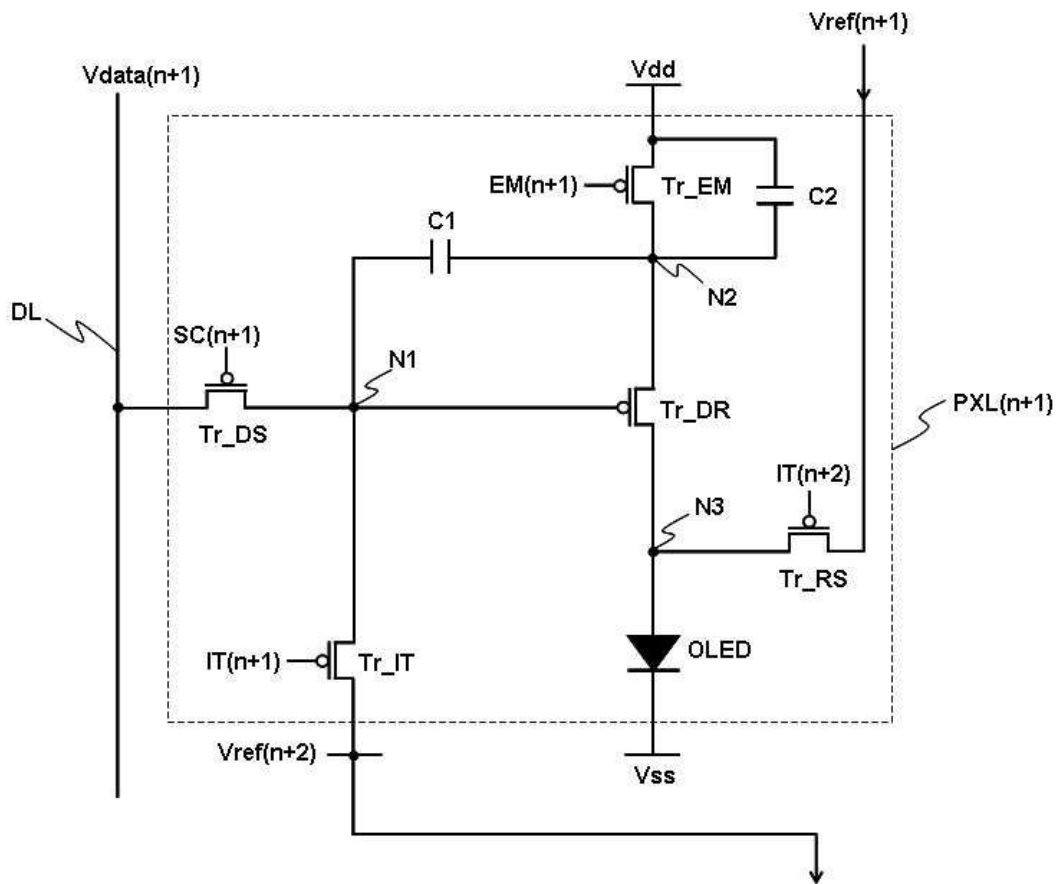 Vref(n+1)
Vdata(n+1)
Vdd
EM(n+1)
Tr_EM
C2
C1
N2
DL
SC(n+1)
N1
Tr_DS
Tr_DR
PXL(n+1)
IT(n+2)
N3
Tr_RS
IT(n+1)
Tr_IT
OLED
Vref(n+2)
Vss